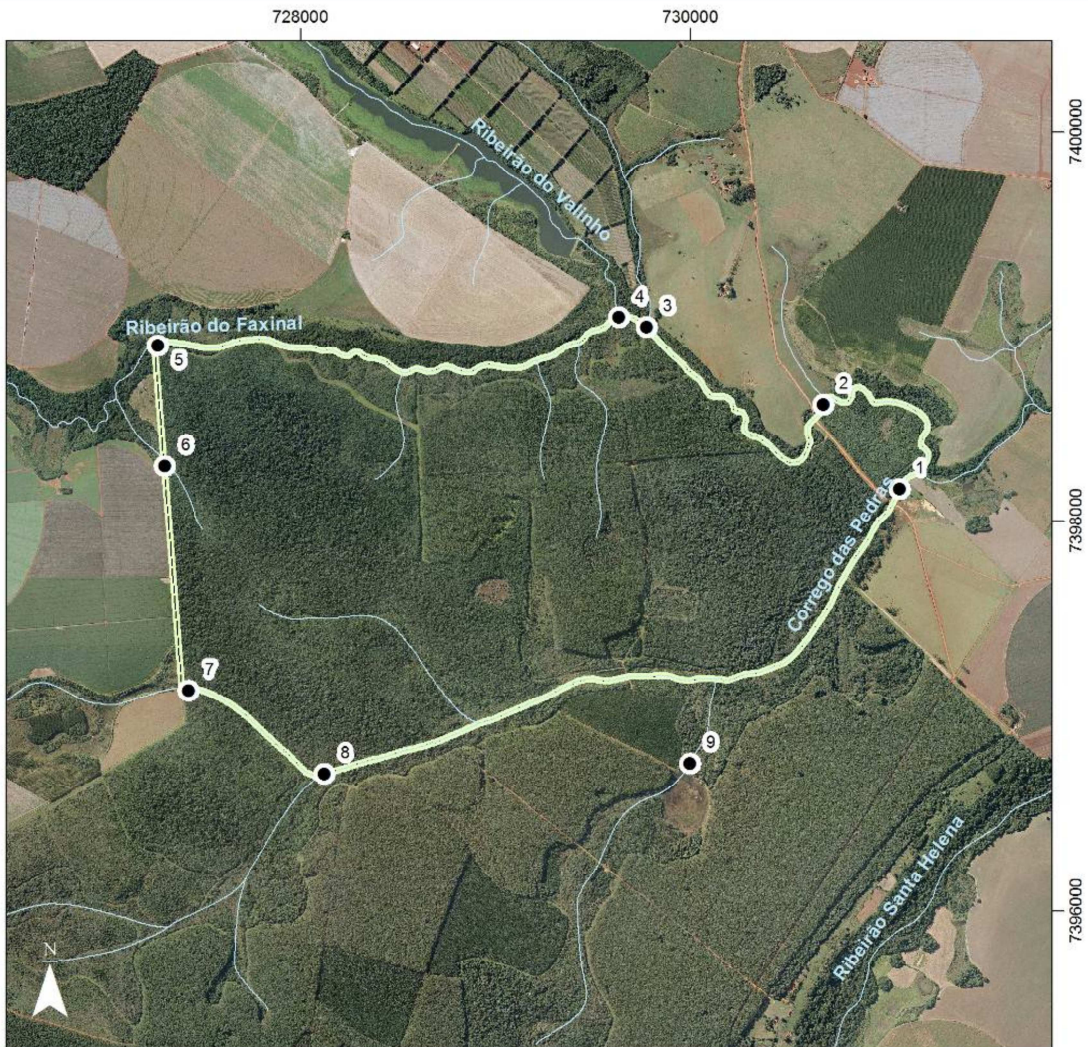 728000
730000
7400000
Ribeirão do Valinho
4
3
Ribeirão do Faxinal
5
2
6
1
7398000
Córrego das Pedras
7
8
9
Ribeirão Santa Helena
7396000
N